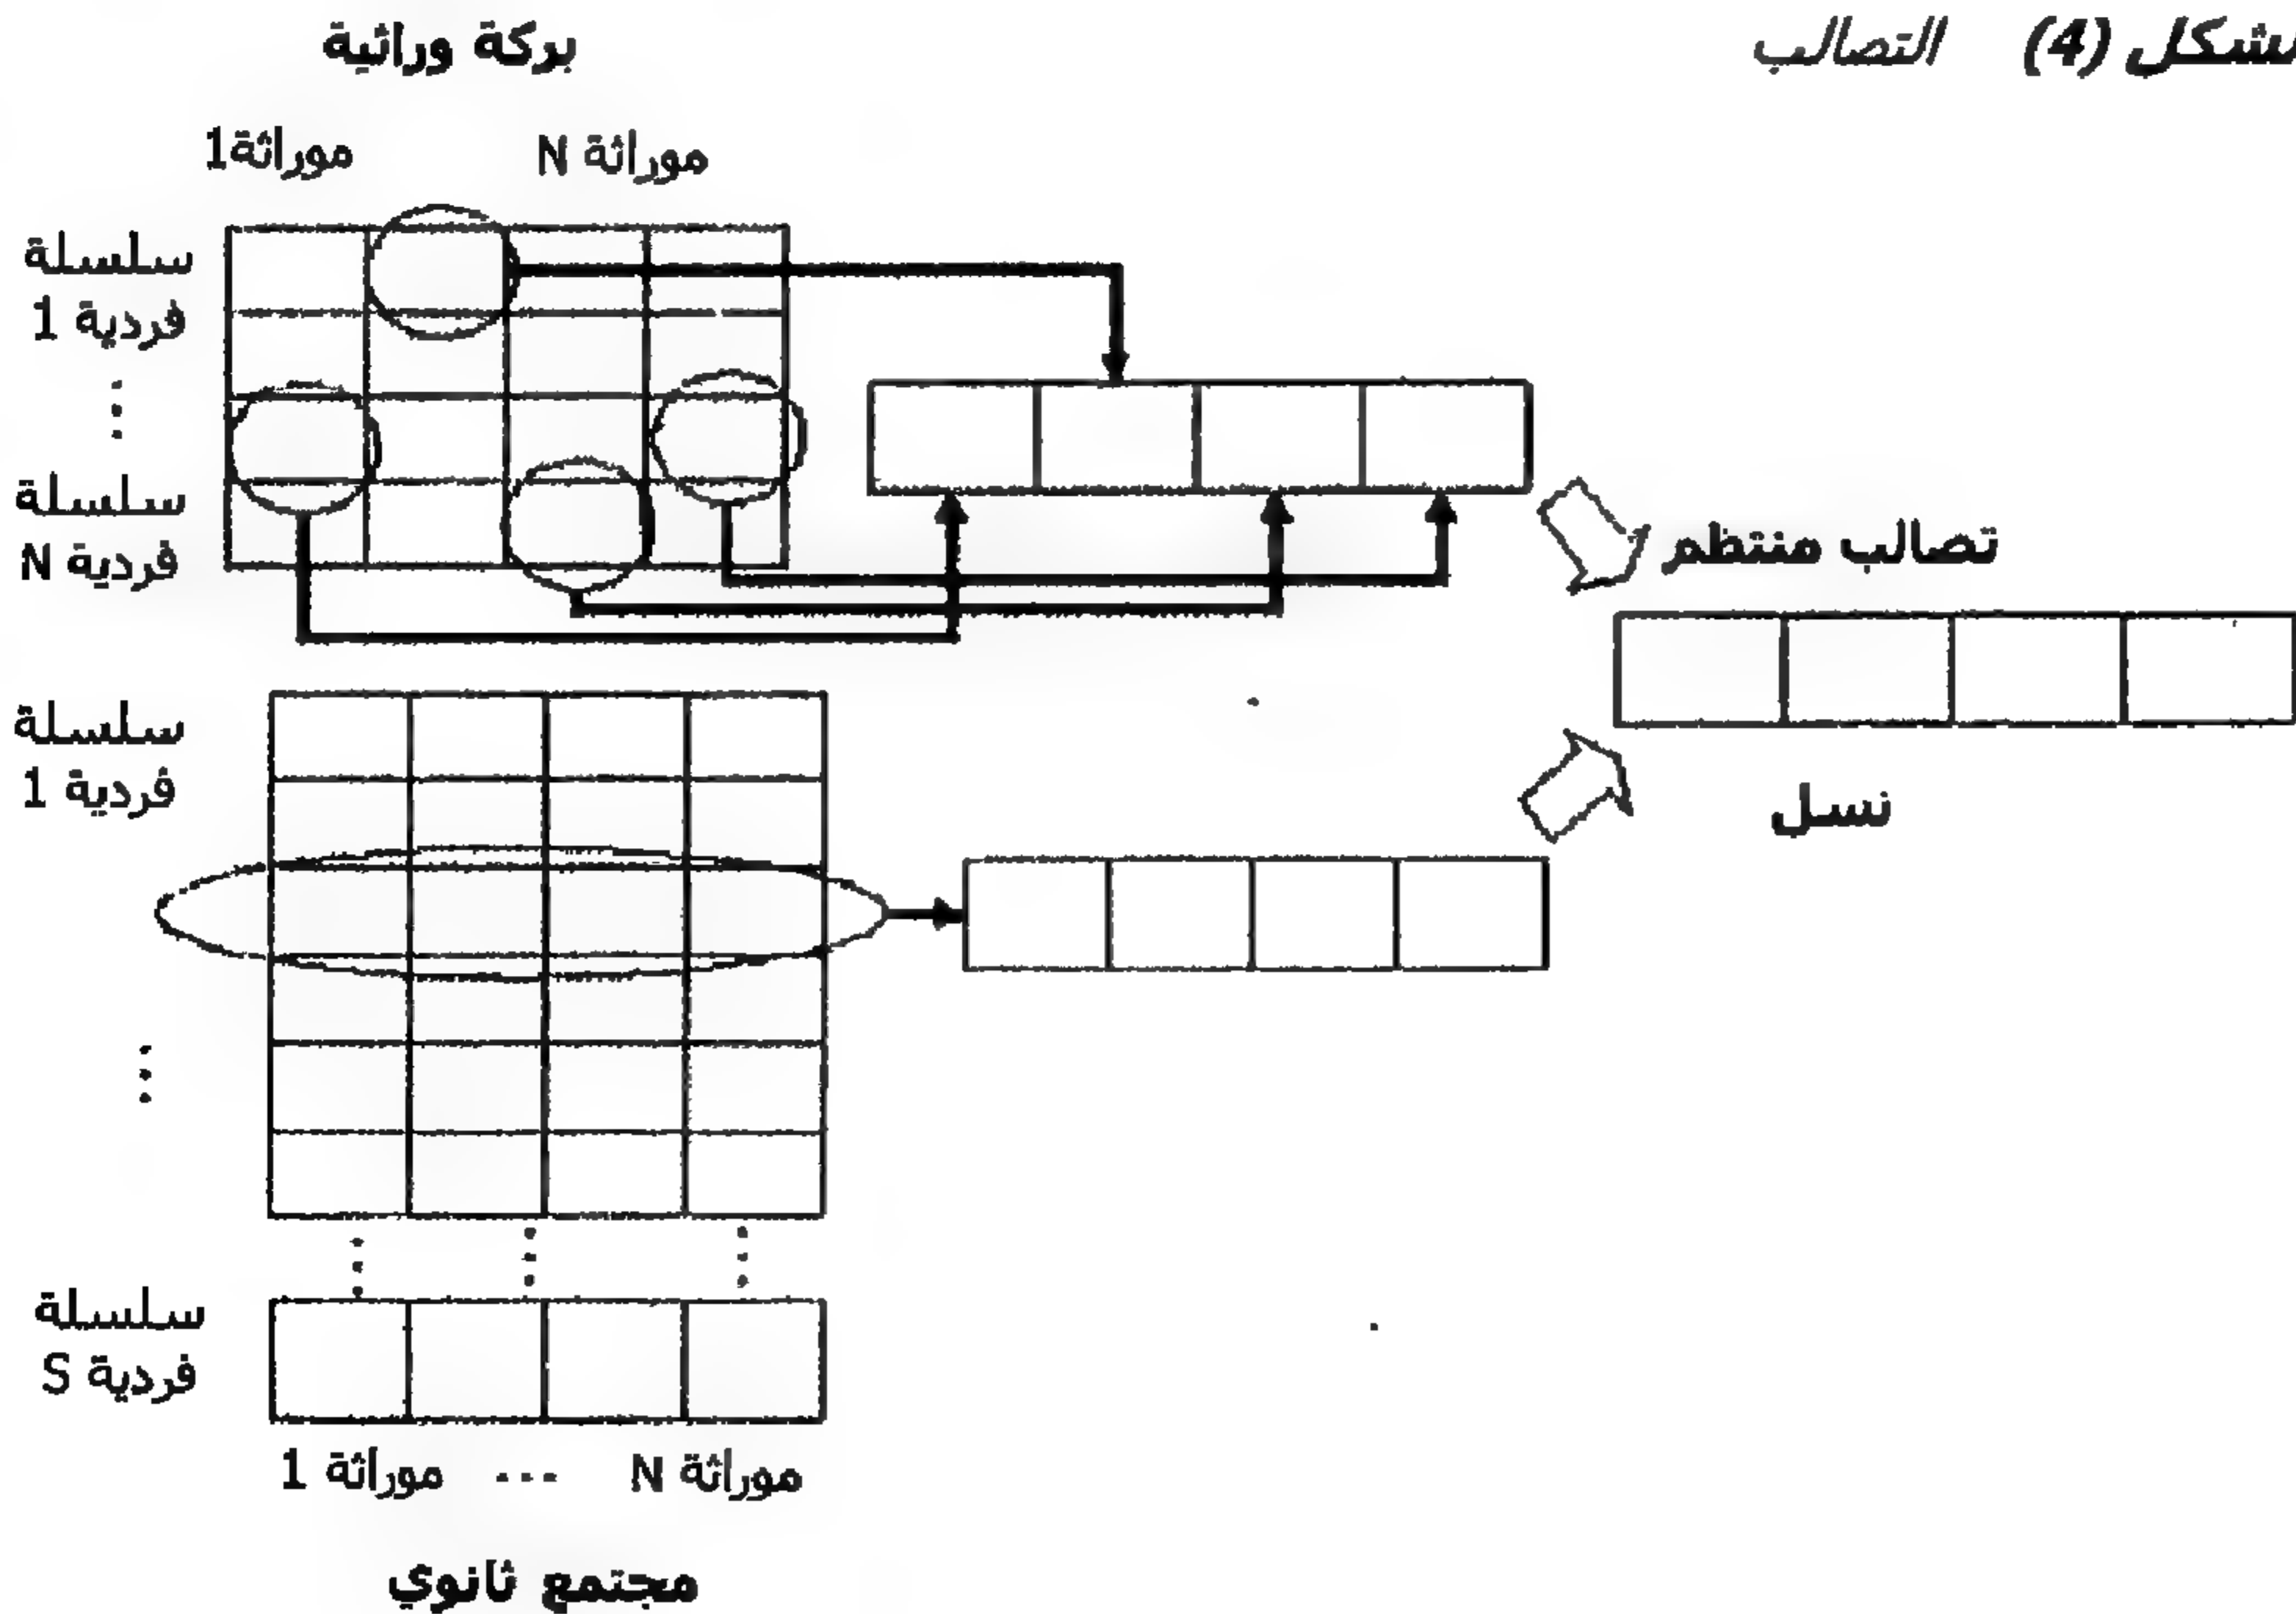 لشكل (4) التصالب
بركة وراثية
موراثة1
موراثة N
سلسلة
فردية 1
سلسلة
فردية N
تصالب منتظم
نسل
سلسلة
فردية 1
سلسلة
فردية S
موراثة 1 ... موراثة N
مجتمع ثانوي